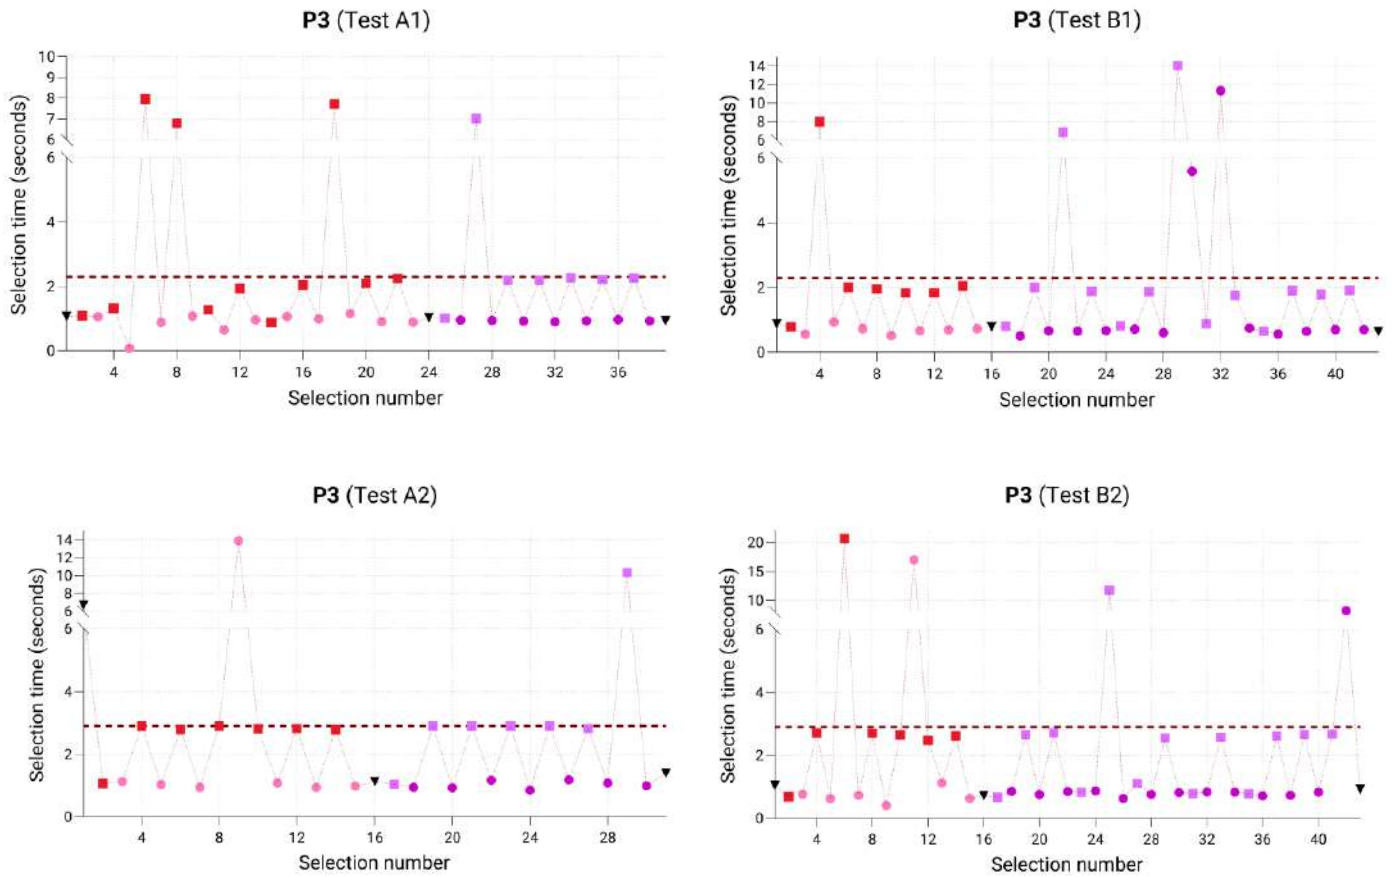 P3 (Test A1)
Selection time (seconds)
10
9
8
7
6
6
4
2
0
4 8 12 16 20 24 28 32 36
Selection number
P3 (Test B1)
Selection time (seconds)
14
12
10
8
6
6
4
2
0
4 8 12 16 20 24 28 32 36 40
Selection number
P3 (Test A2)
Selection time (seconds)
14
12
10
8
6
6
4
2
0
4 8 12 16 20 24 28
Selection number
P3 (Test B2)
Selection time (seconds)
20
15
10
6
4
2
0
4 8 12 16 20 24 28 32 36 40
Selection number